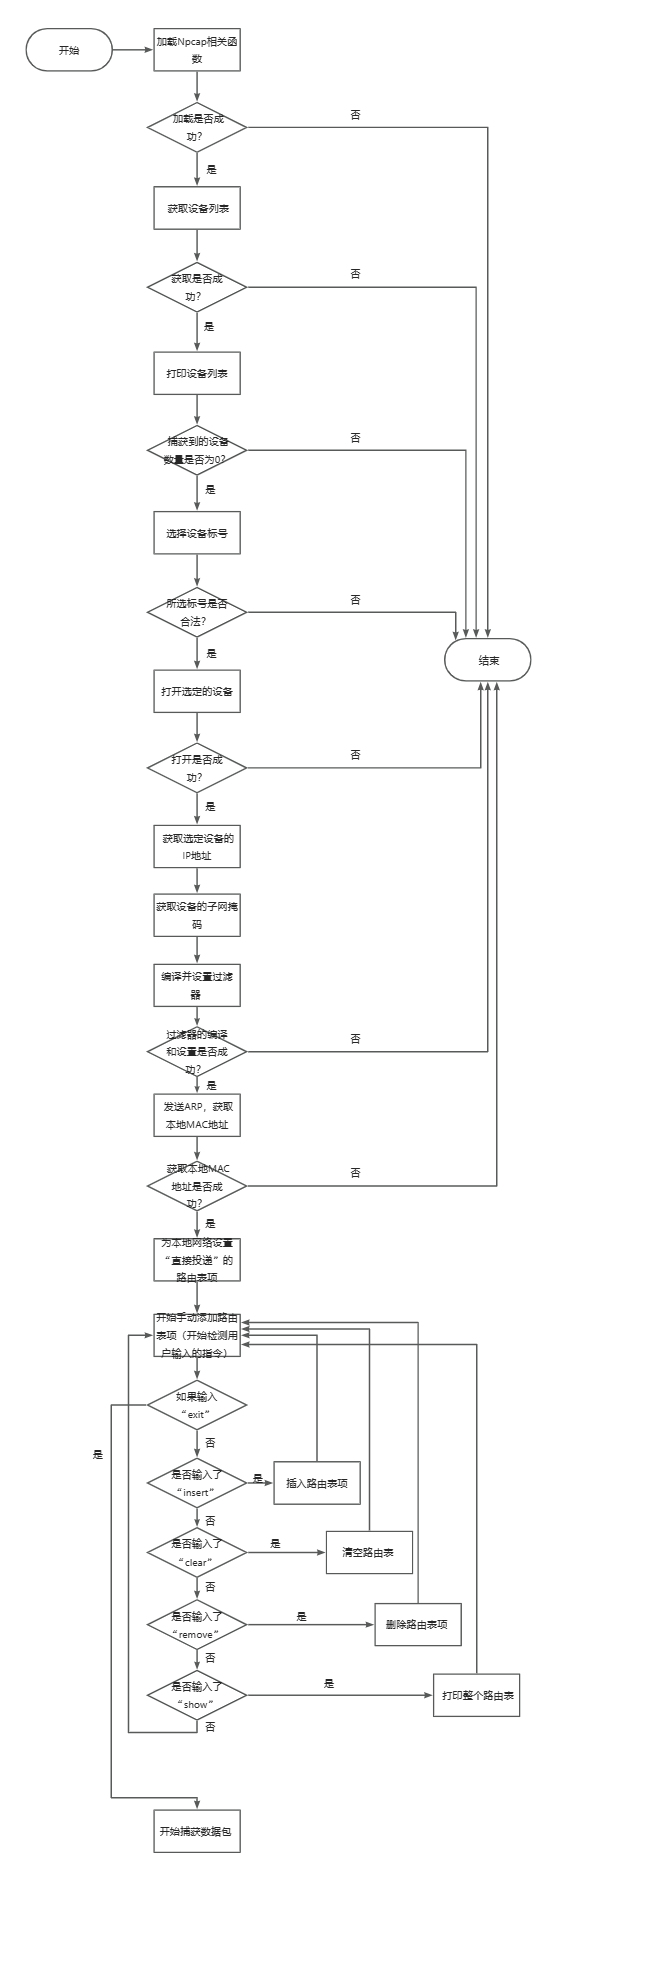 开始
加载Npcap相关函
数
加载是否成
功？
否
是
获取设备列表
获取是否成
功？
否
是
打印设备列表
捕获到的设备
数量是否为0？
否
是
选择设备标号
所选标号是否
合法？
否
是
结束
打开选定的设备
打开是否成
功？
否
是
获取选定设备的
IP地址
获取设备的子网掩
码
编译并设置过滤
器
过滤器的编译
和设置是否成
功？
否
是
发送ARP，获取
本地MAC地址
获取本地MAC
地址是否成
功？
否
是
为本地网络设置
“直接投递”的
路由表项
开始手动添加路由
表项（开始检测用
户输入的指令）
如果输入
“exit”
是
否
是否输入了
“insert”
是
插入路由表项
否
是否输入了
“clear”
是
清空路由表
否
是否输入了
“remove”
是
删除路由表项
否
是否输入了
“show”
是
打印整个路由表
否
开始捕获数据包